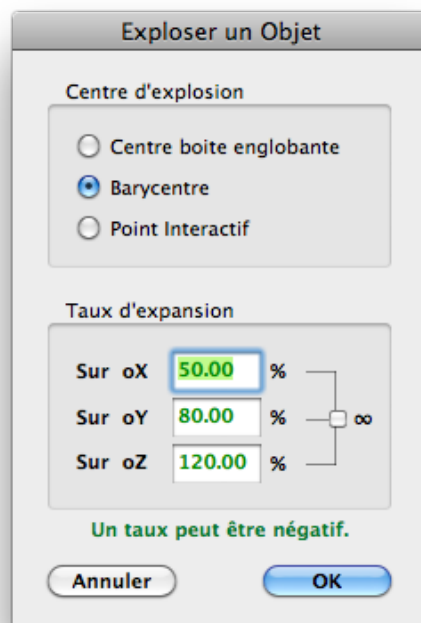 Exploser un Objet
Centre d'explosion
Centre boite englobante
Barycentre
Point Interactif
Taux d'expansion
Sur oX 50.00 %
Sur oY 80.00 % ∞
Sur oZ 120.00 %
Un taux peut être négatif.
Annuler OK